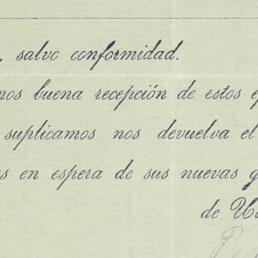 , salvo conformidad.
nos buena recepción de estos e
suplicamos nos devuelva el
s en espera de sus nuevas g
de